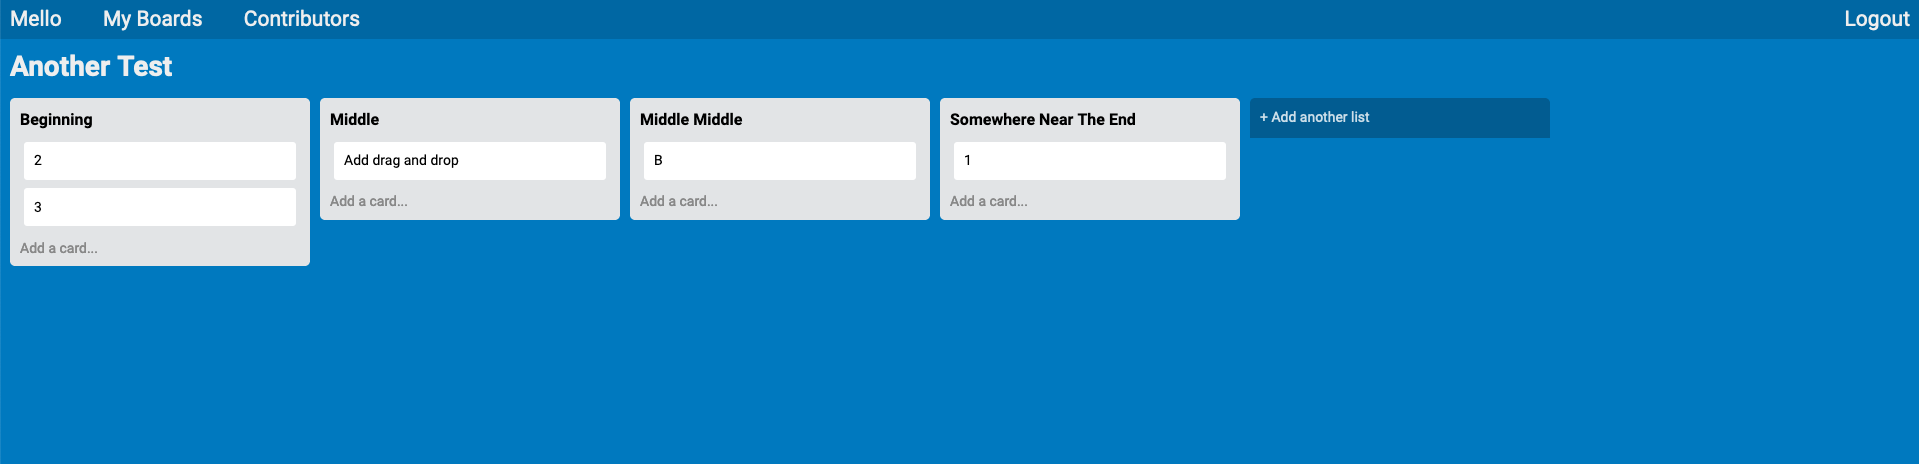 Mello My Boards Contributors Logout
Another Test
Beginning
2
3
Add a card...
Middle
Add drag and drop
Add a card...
Middle Middle
B
Add a card...
Somewhere Near The End
1
Add a card...
+ Add another list